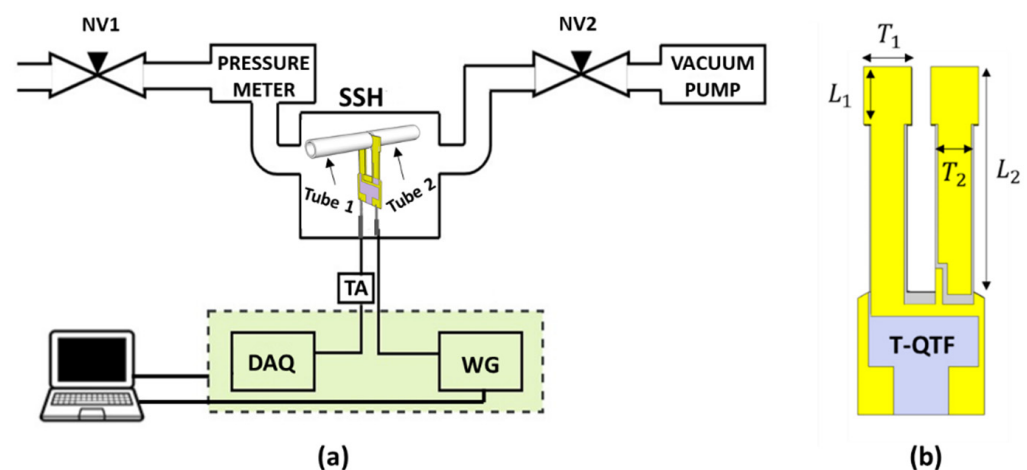 NV1
NV2
PRESSURE
METER
VACUUM
PUMP
SSH
Tube 1
Tube 2
TA
DAQ
WG
(a)
T₁
L₁
T₂
L₂
T-QTF
(b)